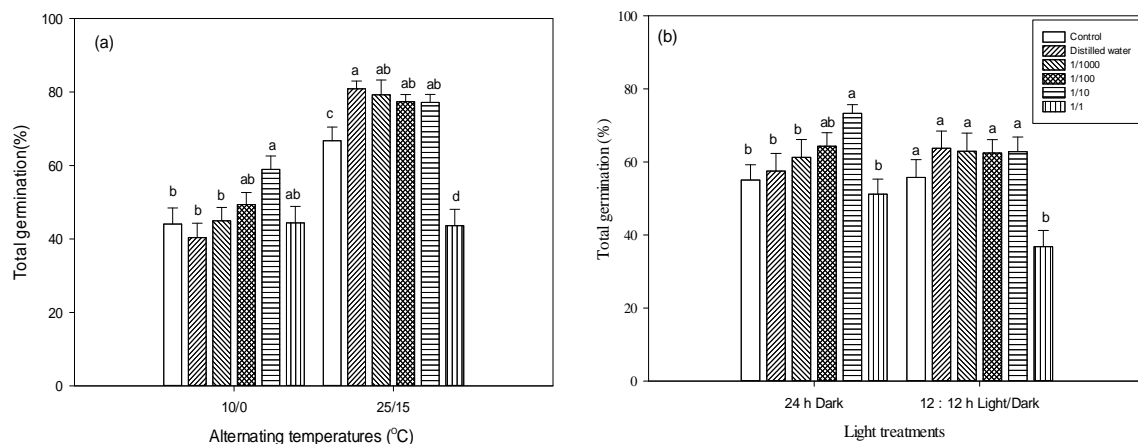 (a)
100
80
60
40
20
0
Total germination(%)
b
b
b
ab
a
ab
c
a
ab
ab
ab
d
10/0
25/15
Alternating temperatures (°C)
(b)
100
80
60
40
20
0
Total germination (%)
Control
Distilled water
1/1000
1/100
1/10
1/1
b
b
b
ab
a
b
a
a
a
a
a
b
24 h Dark
12 : 12 h Light/Dark
Light treatments